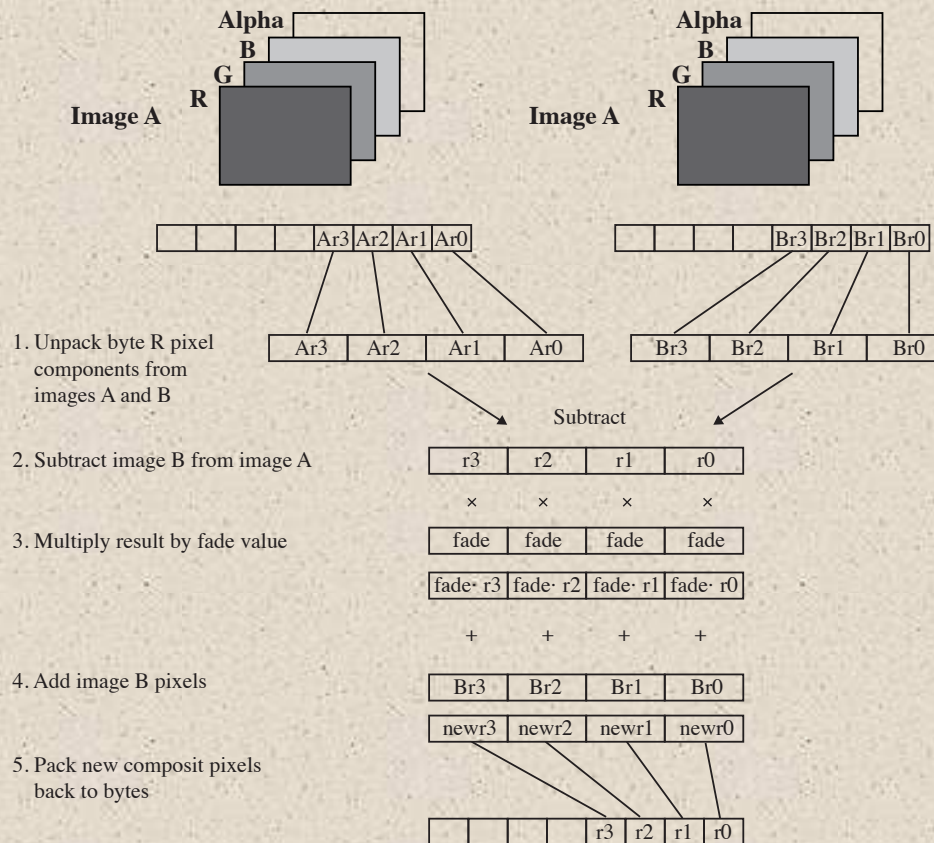 Alpha
B
G
R
Image A
Alpha
B
G
R
Image A
Ar3 Ar2 Ar1 Ar0
Br3 Br2 Br1 Br0
1. Unpack byte R pixel
components from
images A and B
Ar3 Ar2 Ar1 Ar0
Br3 Br2 Br1 Br0
Subtract
2. Subtract image B from image A
r3 r2 r1 r0
× × × ×
3. Multiply result by fade value
fade fade fade fade
fade· r3 fade· r2 fade· r1 fade· r0
+ + + +
4. Add image B pixels
Br3 Br2 Br1 Br0
newr3 newr2 newr1 newr0
5. Pack new composit pixels
back to bytes
r3 r2 r1 r0